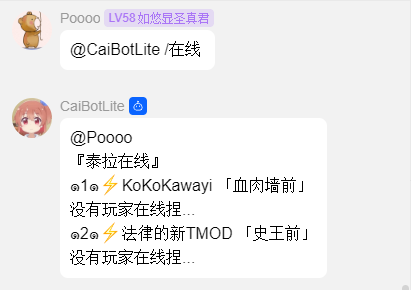 Poooo LV58 如悠显圣真君
@CaiBotLite /在线
CaiBotLite
@Poooo
『泰拉在线』
๑1๑⚡KoKoKawayi 「血肉墙前」
没有玩家在线捏...
๑2๑⚡法律的新TMOD 「史王前」
没有玩家在线捏...